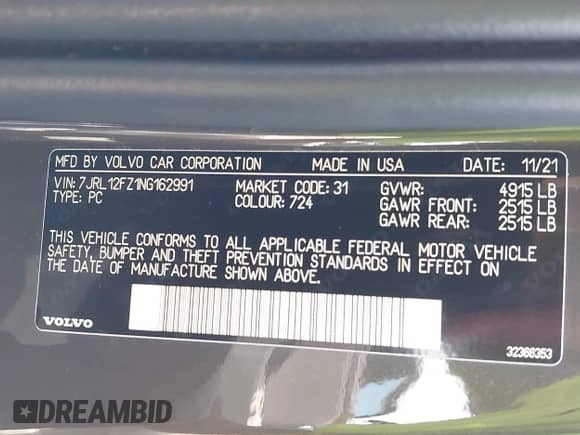 MFD BY VOLVO CAR CORPORATION MADE IN USA DATE: 11/21
VIN: 7JRL12FZ1NG162991 MARKET CODE: 31 GVWR: 4915 LB
TYPE: PC COLOUR: 724 GAWR FRONT: 2515 LB
GAWR REAR: 2515 LB
THIS VEHICLE CONFORMS TO ALL APPLICABLE FEDERAL MOTOR VEHICLE
SAFETY, BUMPER AND THEFT PREVENTION STANDARDS IN EFFECT ON
THE DATE OF MANUFACTURE SHOWN ABOVE.
VOLVO 32366353
DREAMBID